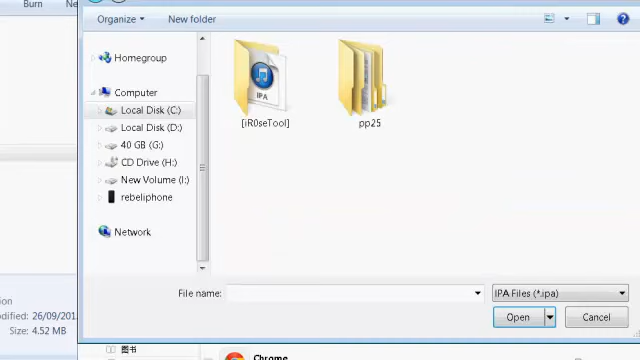 Burn
Ne
Organize
New folder
Homegroup
Computer
Local Disk (C:)
Local Disk (D:)
40 GB (G:)
CD Drive (H:)
New Volume (I:)
rebeliphone
Network
IPA
[iR0seTool]
pp25
File name:
IPA Files (*.ipa)
Open
Cancel
ion
odified: 26/09/201
Size: 4.52 MB
图书
Chrome